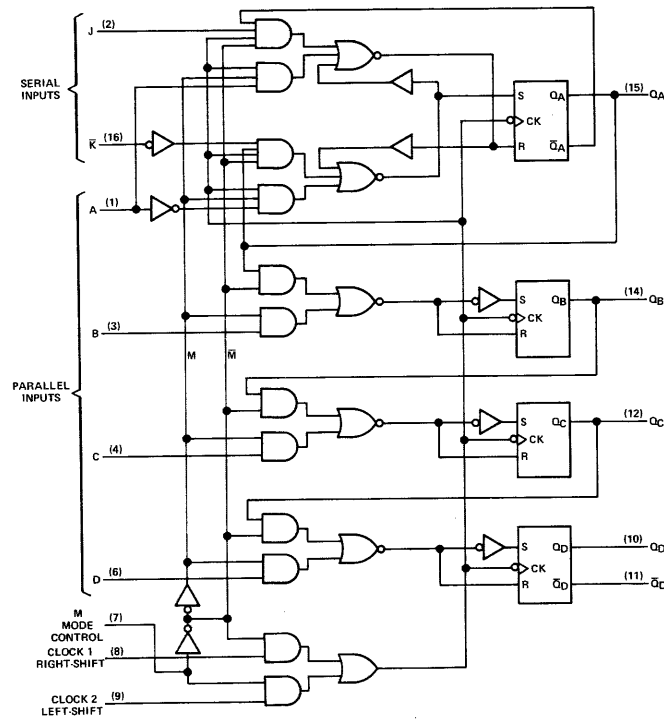 J (2)
SERIAL
INPUTS
K̅ (16)
A (1)
B (3)
PARALLEL
INPUTS
C (4)
D (6)
M
MODE
CONTROL
(7)
CLOCK 1
RIGHT-SHIFT
(8)
CLOCK 2
LEFT-SHIFT
(9)
M
M̅
S
QA
CK
R
Q̅A
(15)
QA
S
QB
CK
R
(14)
QB
S
QC
CK
R
(12)
QC
S
QD
CK
R
Q̅D
(10)
QD
(11)
Q̅D